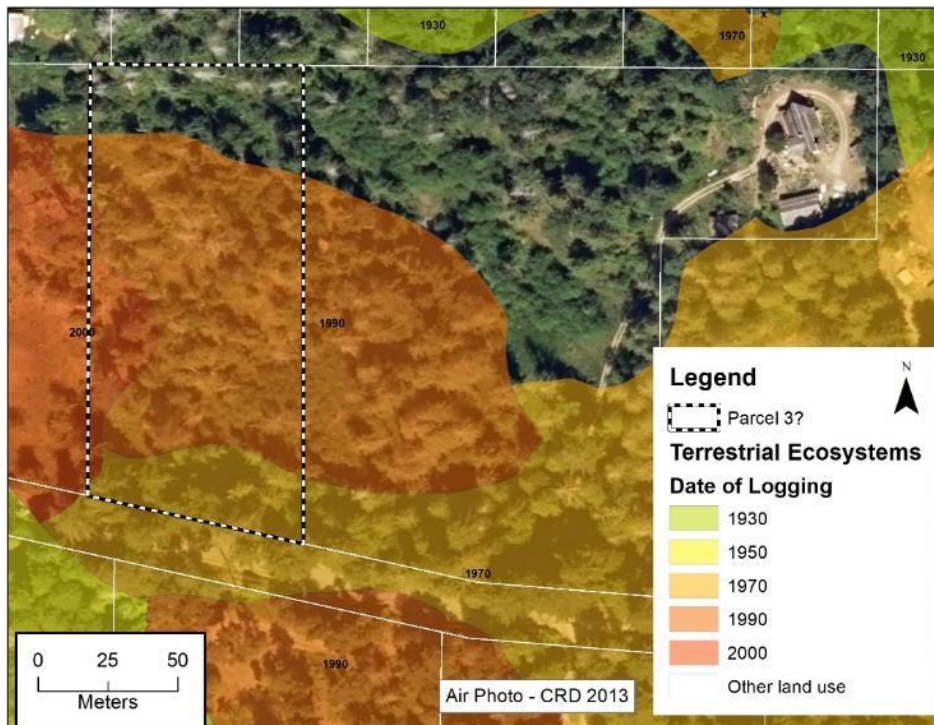 1930
1970
1930
x
x
2000
1990
1970
1990
Legend
N
Parcel 3?
Terrestrial Ecosystems
Date of Logging
1930
1950
1970
1990
2000
Other land use
0 25 50
Meters
Air Photo - CRD 2013